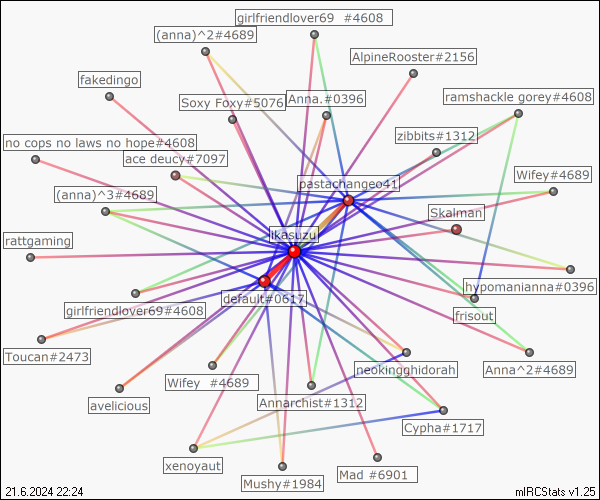 girlfriendlover69 #4608
(anna)^2#4689
AlpineRooster#2156
fakedingo
ramshackle gorey#4608
Soxy Foxy#5076
Anna.#0396
zibbits#1312
no cops no laws no hope#4608
ace deucy#7097
Wifey#4689
pastachangeo41
(anna)^3#4689
Skalman
ikasuzu
rattgaming
hypomanianna#0396
default#0617
girlfriendlover69#4608
frisout
Toucan#2473
neokingghidorah
Anna^2#4689
Wifey #4689
avelicious
Annarchist#1312
Cypha#1717
xenoyaut
Mad #6901
Mushy#1984
21.6.2024 22:24
mIRCStats v1.25